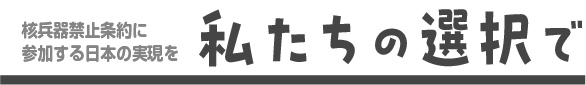 核兵器禁止条約に
参加する日本の実現を
私たちの選択で